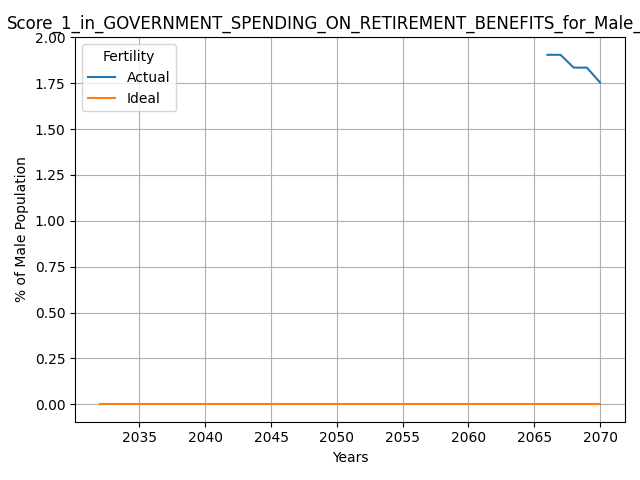 Score_1_in_GOVERNMENT_SPENDING_ON_RETIREMENT_BENEFITS_for_Male_
Fertility
Actual
Ideal
% of Male Population
2.00
1.75
1.50
1.25
1.00
0.75
0.50
0.25
0.00
2035 2040 2045 2050 2055 2060 2065 2070
Years